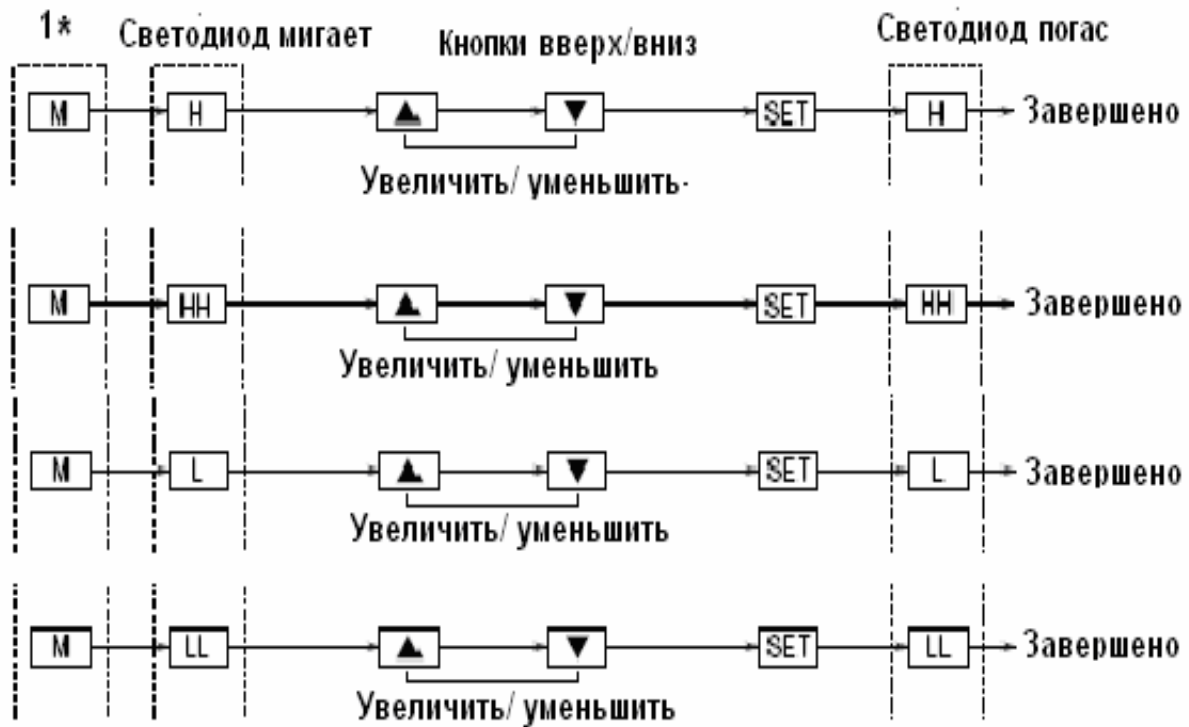 1* Светодиод мигает Кнопки вверх/вниз Светодиод погас
M H ▲ ▼ SET H Завершено
Увеличить/ уменьшить-
M HH ▲ ▼ SET HH Завершено
Увеличить/ уменьшить
M L ▲ ▼ SET L Завершено
Увеличить/ уменьшить
M LL ▲ ▼ SET LL Завершено
Увеличить/ уменьшить